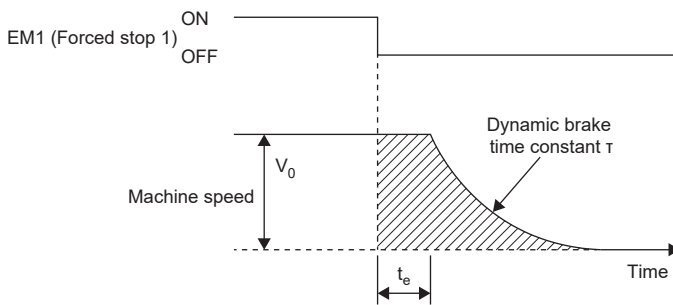 ON
EM1 (Forced stop 1)
OFF
Dynamic brake
time constant τ
V₀
Machine speed
Time
tₑ